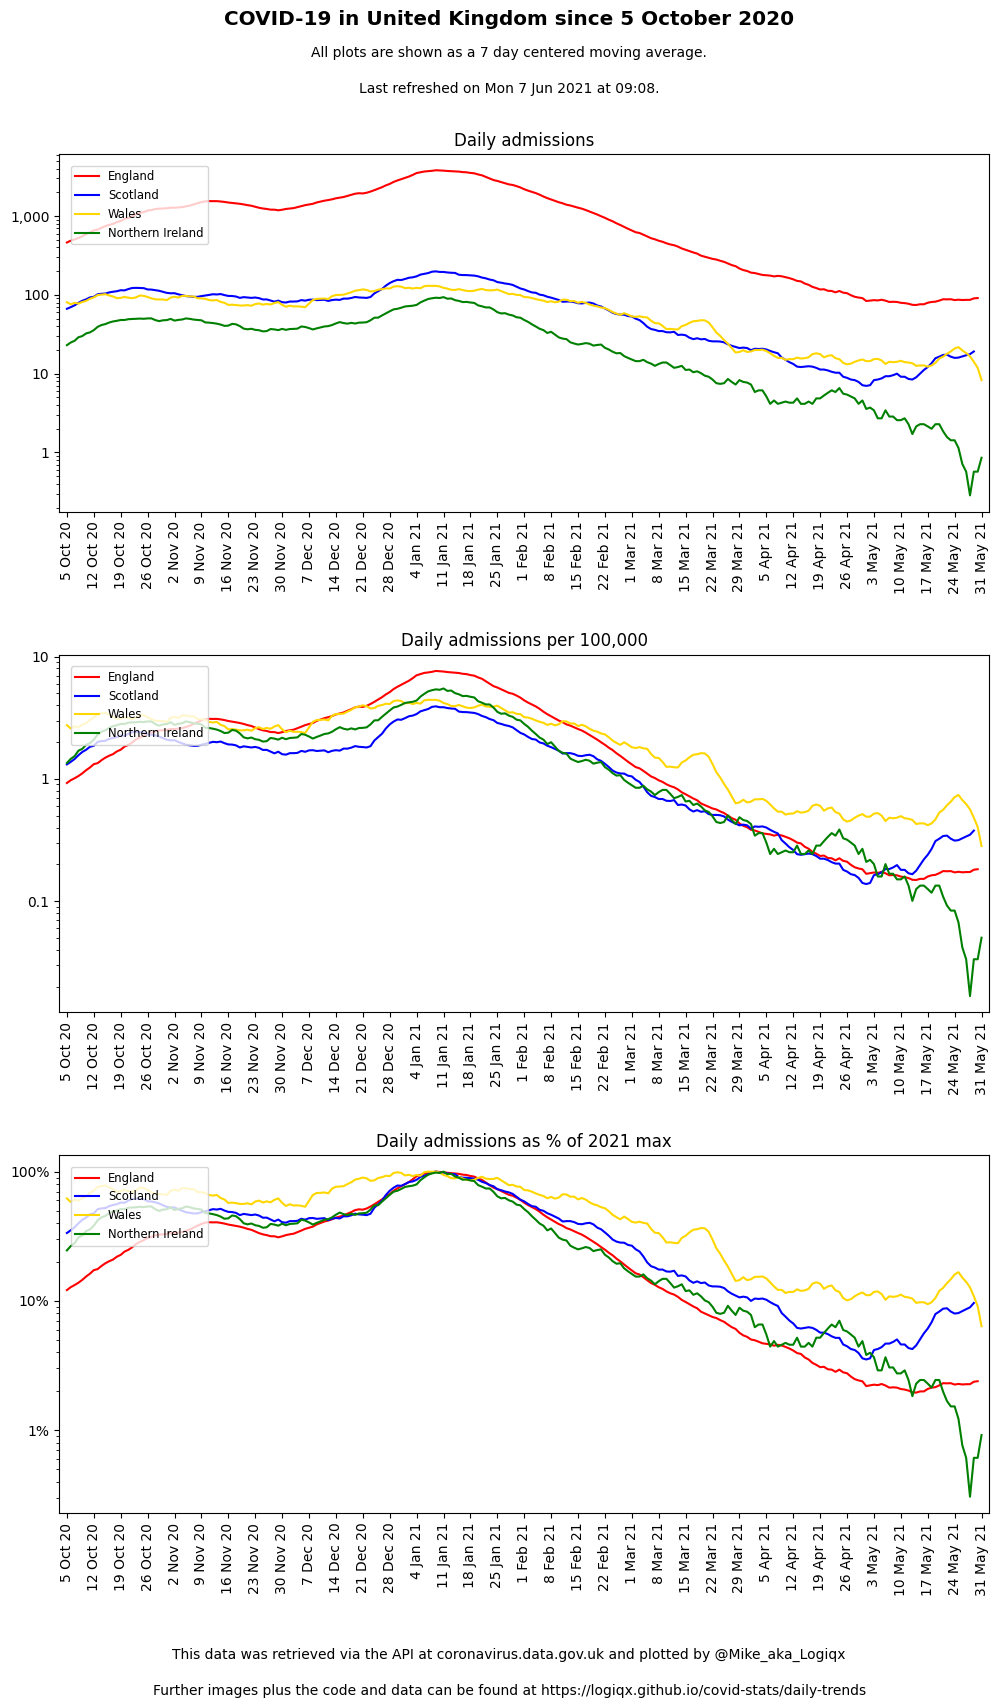 COVID-19 in United Kingdom since 5 October 2020
All plots are shown as a 7 day centered moving average.
Last refreshed on Mon 7 Jun 2021 at 09:08.
Daily admissions
England
Scotland
Wales
Northern Ireland
1,000
100
10
1
5 Oct 20
12 Oct 20
19 Oct 20
26 Oct 20
2 Nov 20
9 Nov 20
16 Nov 20
23 Nov 20
30 Nov 20
7 Dec 20
14 Dec 20
21 Dec 20
28 Dec 20
4 Jan 21
11 Jan 21
18 Jan 21
25 Jan 21
1 Feb 21
8 Feb 21
15 Feb 21
22 Feb 21
1 Mar 21
8 Mar 21
15 Mar 21
22 Mar 21
29 Mar 21
5 Apr 21
12 Apr 21
19 Apr 21
26 Apr 21
3 May 21
10 May 21
17 May 21
24 May 21
31 May 21
Daily admissions per 100,000
England
Scotland
Wales
Northern Ireland
10
1
0.1
5 Oct 20
12 Oct 20
19 Oct 20
26 Oct 20
2 Nov 20
9 Nov 20
16 Nov 20
23 Nov 20
30 Nov 20
7 Dec 20
14 Dec 20
21 Dec 20
28 Dec 20
4 Jan 21
11 Jan 21
18 Jan 21
25 Jan 21
1 Feb 21
8 Feb 21
15 Feb 21
22 Feb 21
1 Mar 21
8 Mar 21
15 Mar 21
22 Mar 21
29 Mar 21
5 Apr 21
12 Apr 21
19 Apr 21
26 Apr 21
3 May 21
10 May 21
17 May 21
24 May 21
31 May 21
Daily admissions as % of 2021 max
England
Scotland
Wales
Northern Ireland
100%
10%
1%
5 Oct 20
12 Oct 20
19 Oct 20
26 Oct 20
2 Nov 20
9 Nov 20
16 Nov 20
23 Nov 20
30 Nov 20
7 Dec 20
14 Dec 20
21 Dec 20
28 Dec 20
4 Jan 21
11 Jan 21
18 Jan 21
25 Jan 21
1 Feb 21
8 Feb 21
15 Feb 21
22 Feb 21
1 Mar 21
8 Mar 21
15 Mar 21
22 Mar 21
29 Mar 21
5 Apr 21
12 Apr 21
19 Apr 21
26 Apr 21
3 May 21
10 May 21
17 May 21
24 May 21
31 May 21
This data was retrieved via the API at coronavirus.data.gov.uk and plotted by @Mike_aka_Logiqx
Further images plus the code and data can be found at https://logiqx.github.io/covid-stats/daily-trends